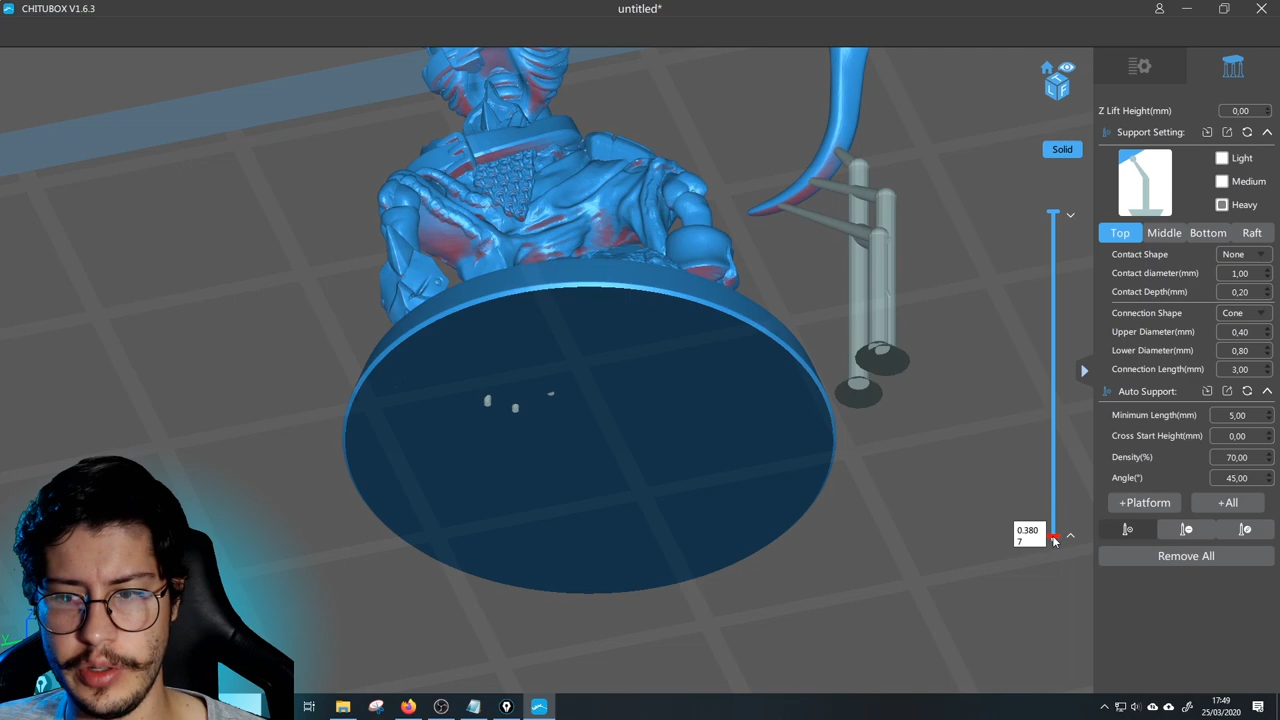 CHITUBOX V1.6.3
untitled*
Z Lift Height(mm) 0,00
Support Setting:
Light
Medium
Heavy
Solid
Top Middle Bottom Raft
Contact Shape None
Contact diameter(mm) 1,00
Contact Depth(mm) 0,20
Connection Shape Cone
Upper Diameter(mm) 0,40
Lower Diameter(mm) 0,80
Connection Length(mm) 3,00
Auto Support:
Minimum Length(mm) 5,00
Cross Start Height(mm) 0,00
Density(%) 70,00
Angle(°) 45,00
+Platform +All
0.380
7
Remove All
17:49
25/03/2020